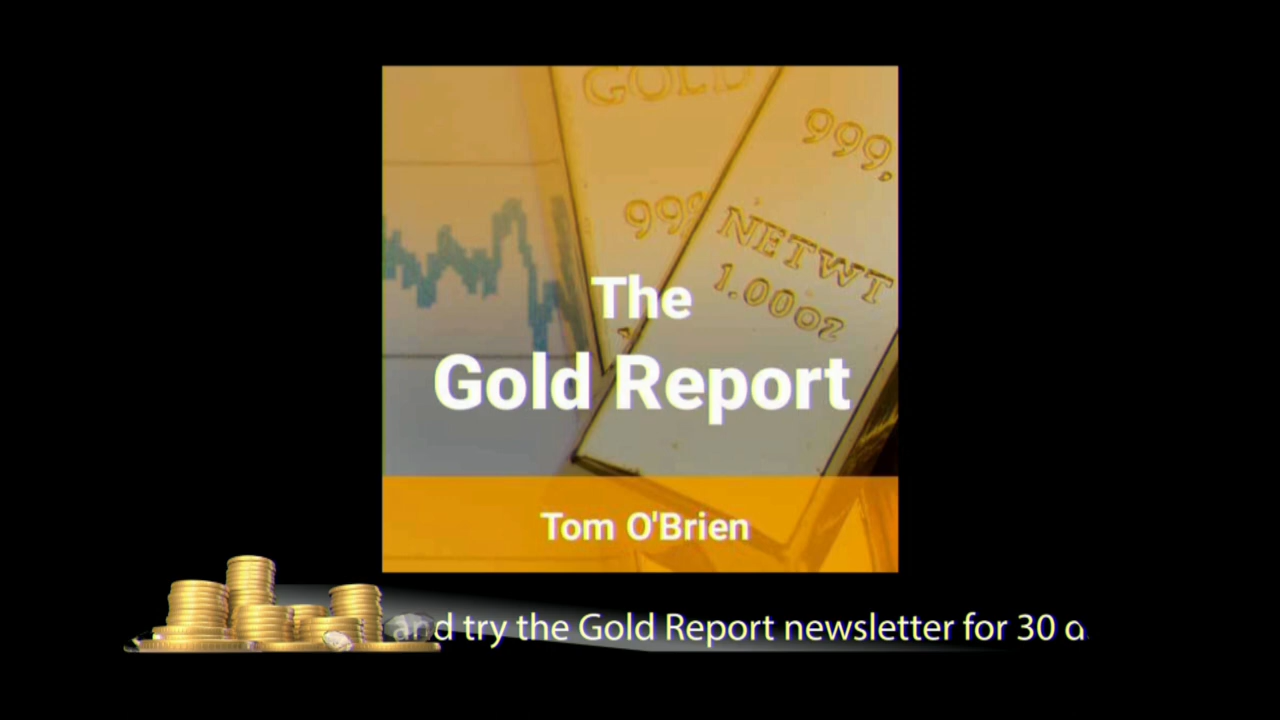 GOLD
999.
999
NETWT
1.00oz
The
Gold Report
Tom O'Brien
and try the Gold Report newsletter for 30